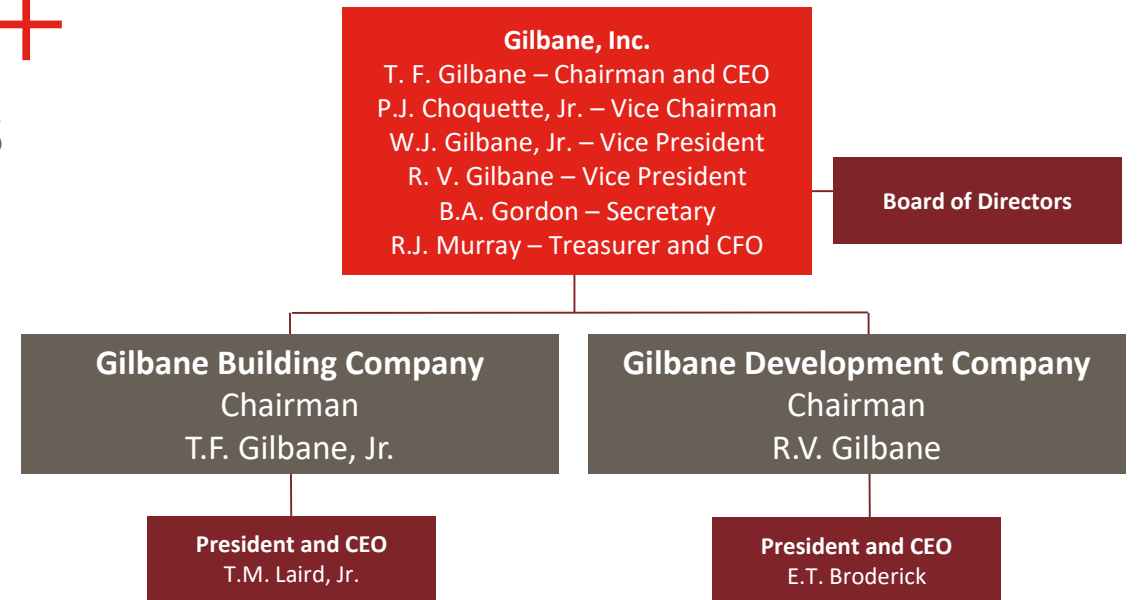 Gilbane, Inc.
T. F. Gilbane – Chairman and CEO
P.J. Choquette, Jr. – Vice Chairman
W.J. Gilbane, Jr. – Vice President
R. V. Gilbane – Vice President
B.A. Gordon – Secretary
R.J. Murray – Treasurer and CFO
Board of Directors
Gilbane Building Company
Chairman
T.F. Gilbane, Jr.
Gilbane Development Company
Chairman
R.V. Gilbane
President and CEO
T.M. Laird, Jr.
President and CEO
E.T. Broderick